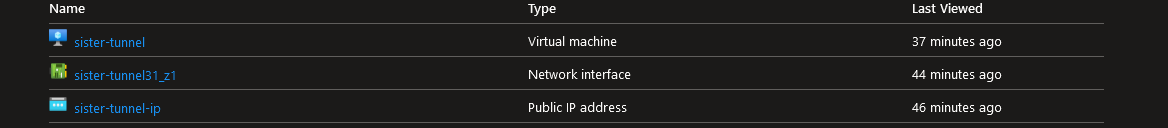 Name Type Last Viewed
sister-tunnel Virtual machine 37 minutes ago
sister-tunnel31_z1 Network interface 44 minutes ago
sister-tunnel-ip Public IP address 46 minutes ago